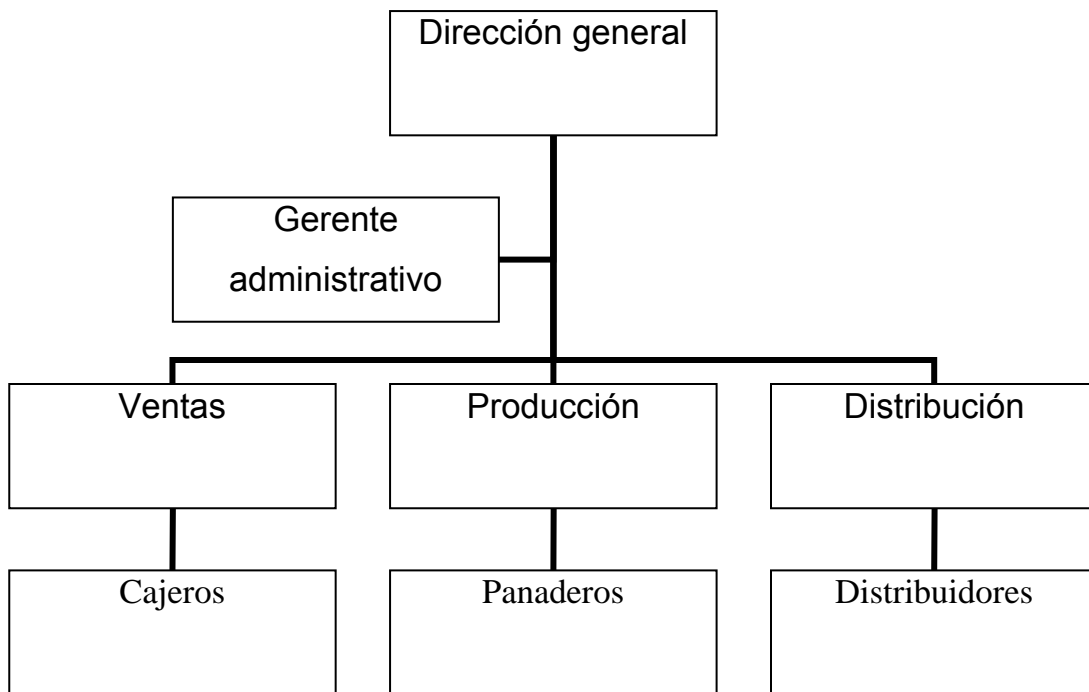 Dirección general
Gerente
administrativo
Ventas
Producción
Distribución
Cajeros
Panaderos
Distribuidores